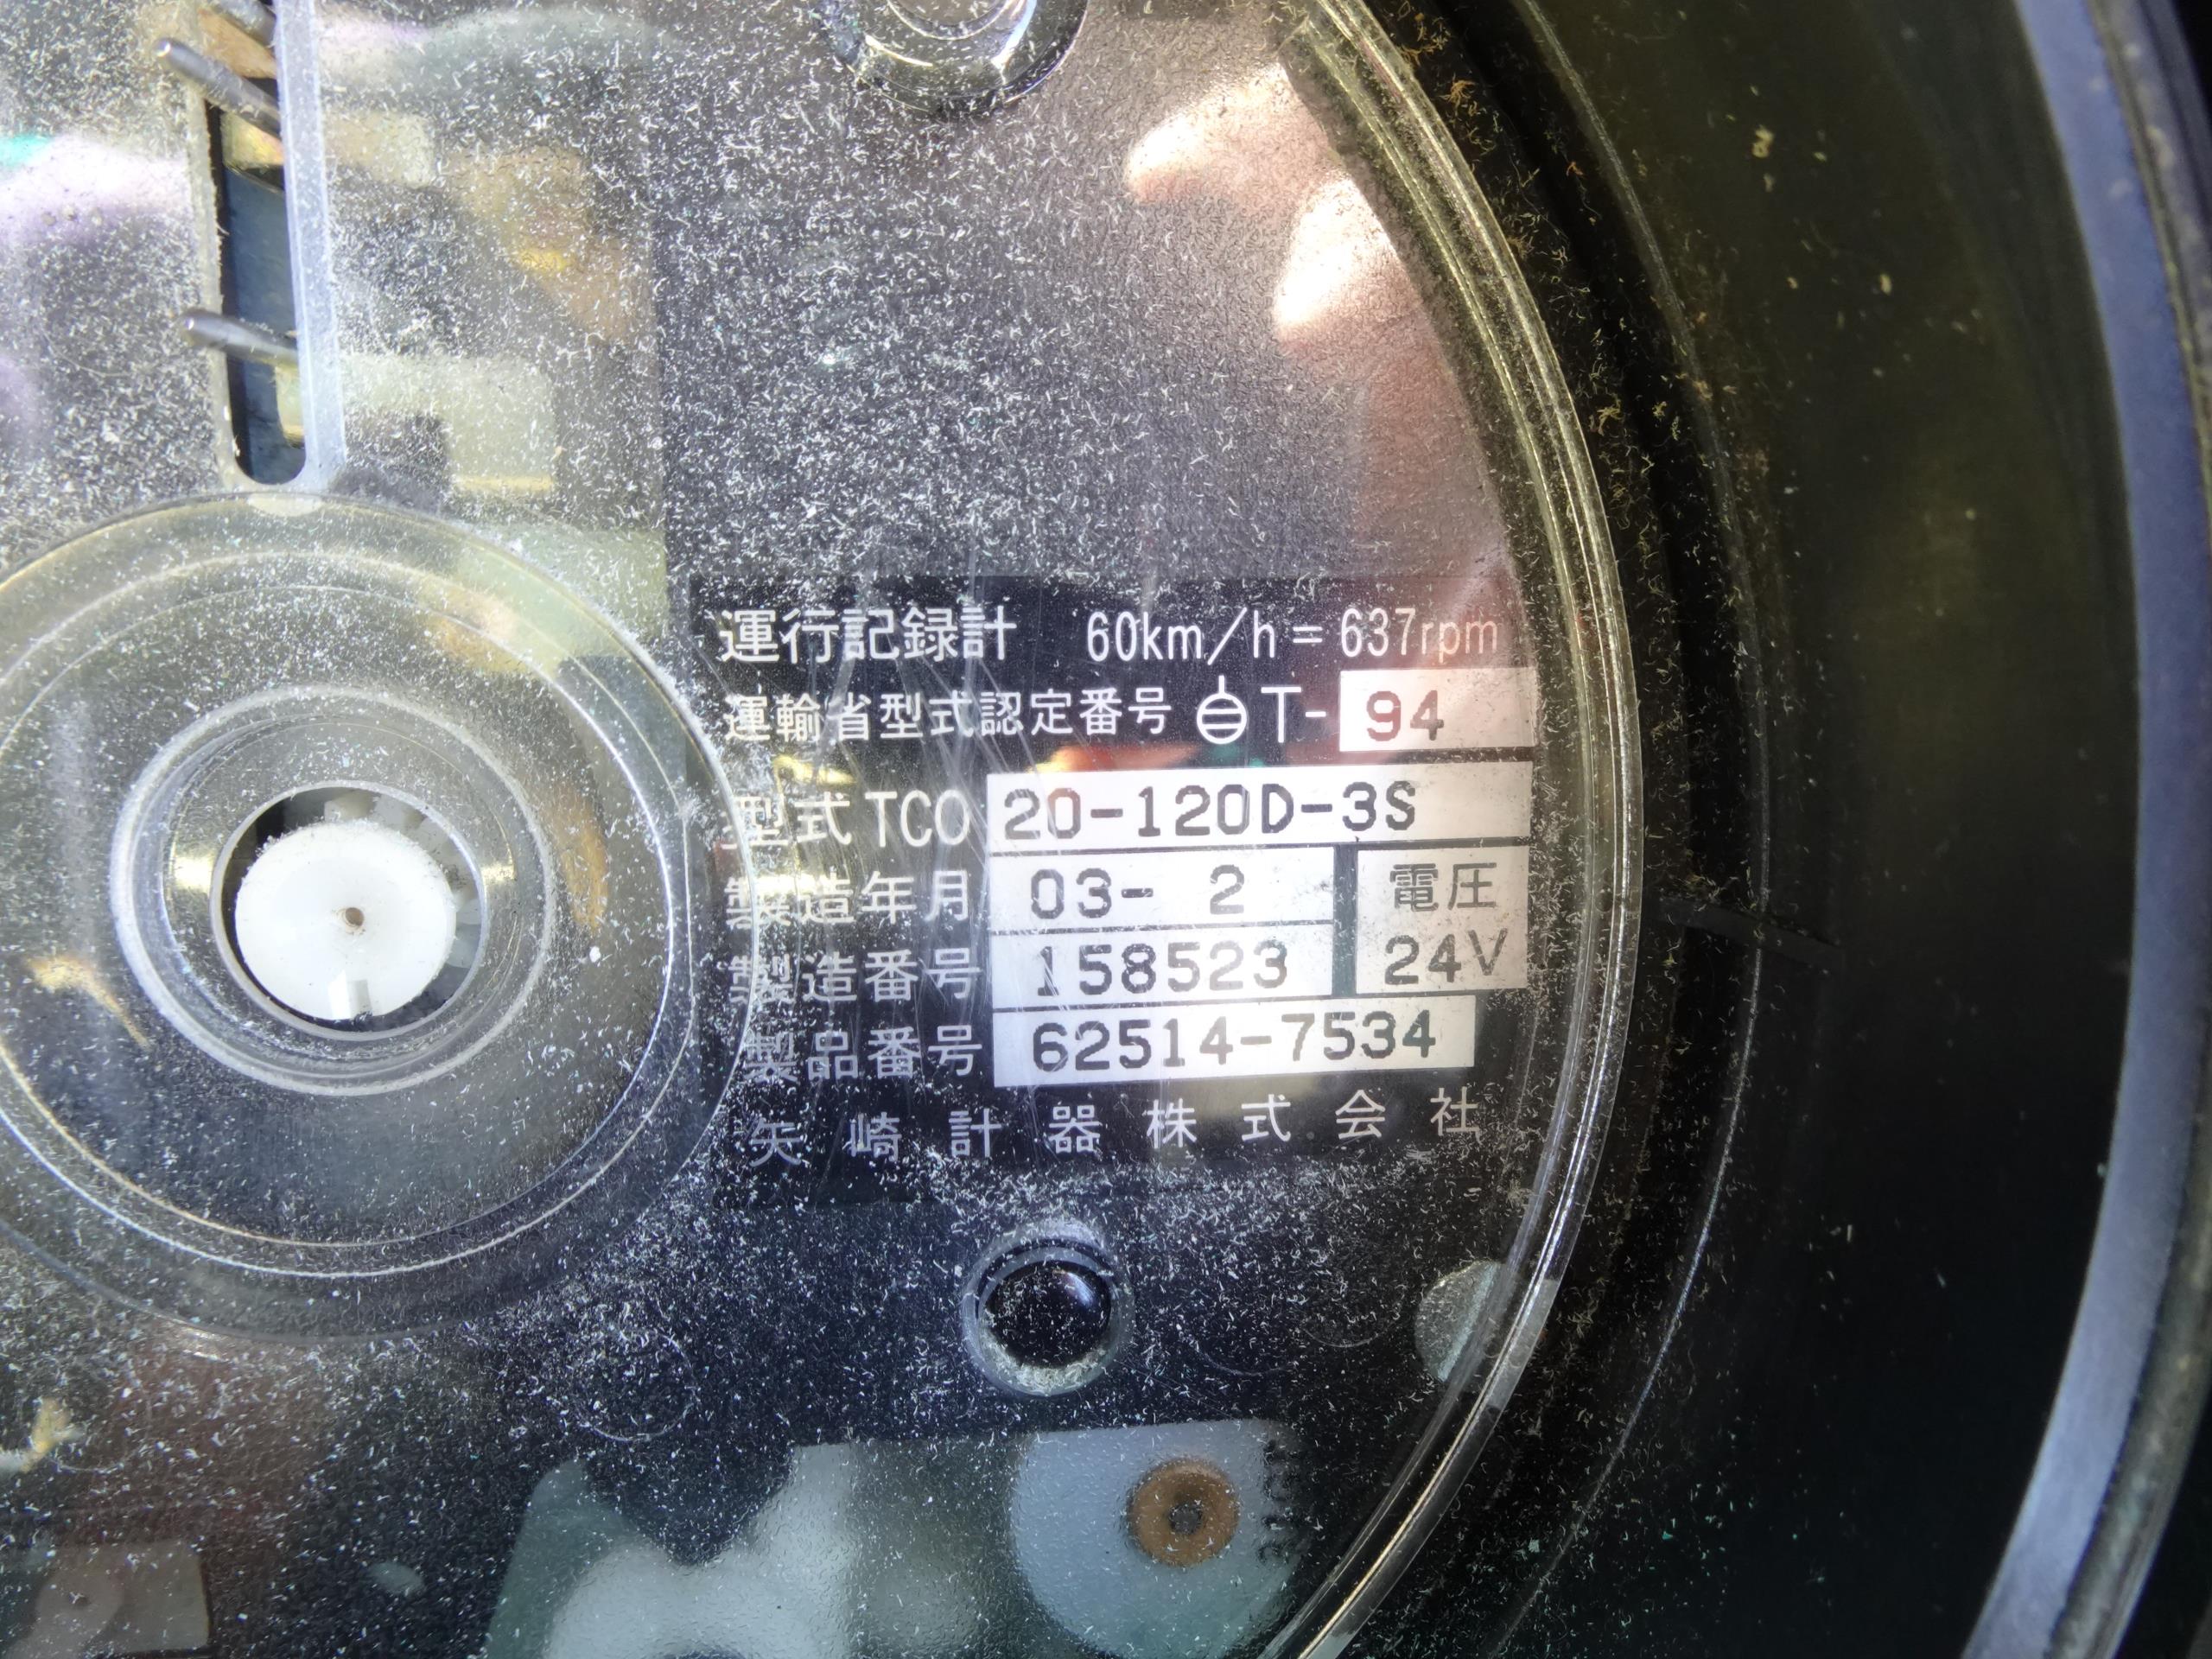 運行記録計 60km/h=637rpm
運輸省型式認定番号 自T-94
型式 TCO 20-120D-3S
製造年月 03- 2 電圧
製造番号 158523 24V
製品番号 62514-7534
矢崎計器株式会社